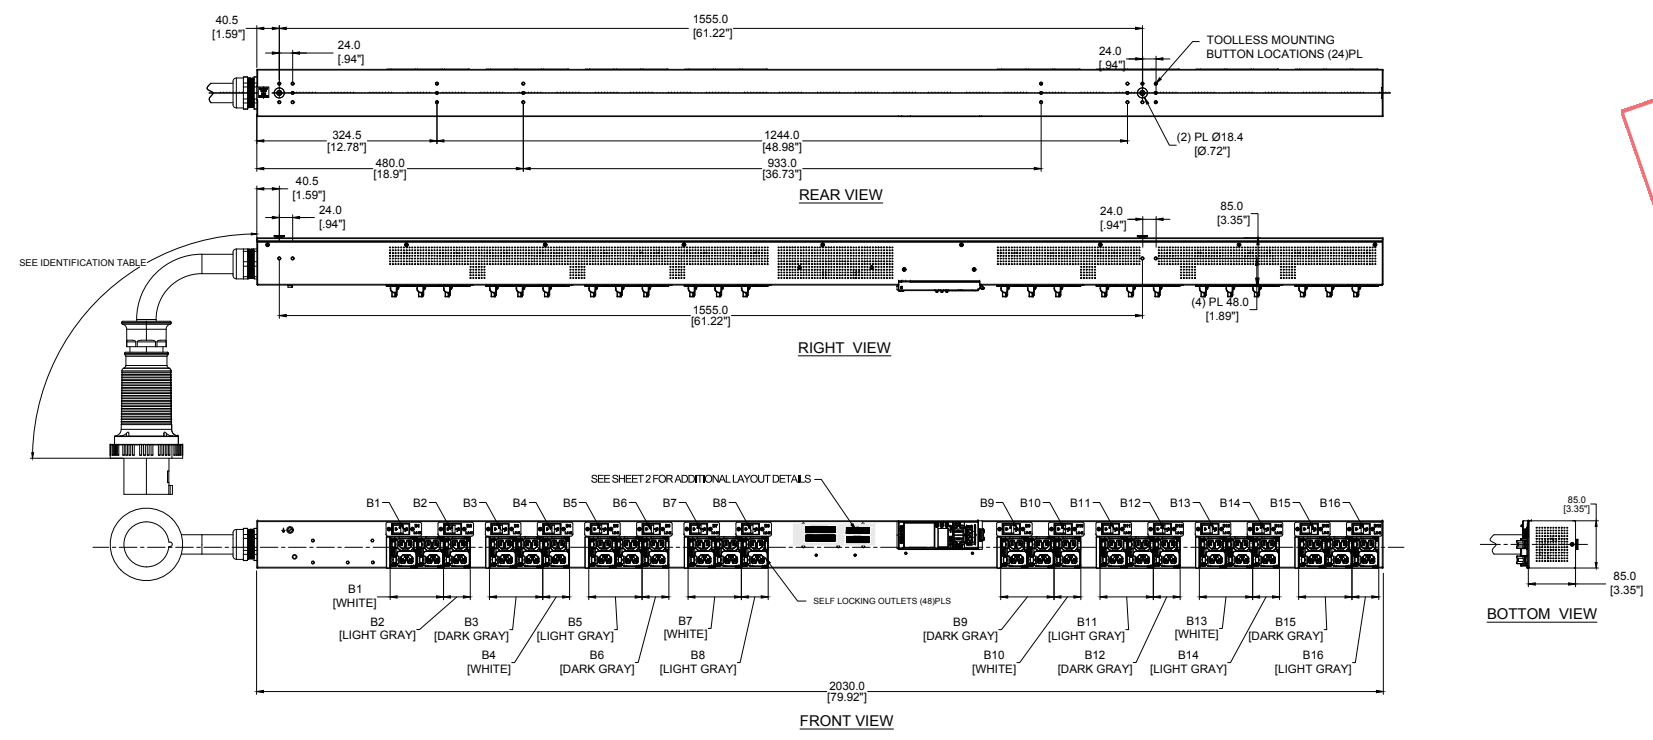 40.5
[1.59"]
1555.0
[61.22"]
24.0
[.94"]
24.0
[.94"]
TOOLLESS MOUNTING
BUTTON LOCATIONS (24)PL
324.5
[12.78"]
1244.0
[48.98"]
(2) PL Ø18.4
[Ø.72"]
480.0
[18.9"]
933.0
[36.73"]
REAR VIEW
40.5
[1.59"]
24.0
[.94"]
24.0
[.94"]
85.0
[3.35"]
SEE IDENTIFICATION TABLE
1555.0
[61.22"]
(4) PL 48.0
[1.89"]
RIGHT VIEW
SEE SHEET 2 FOR ADDITIONAL LAYOUT DETAILS
B1 B2 B3 B4 B5 B6 B7 B8 B9 B10 B11 B12 B13 B14 B15 B16
85.0
[3.35"]
85.0
[3.35"]
BOTTOM VIEW
SELF LOCKING OUTLETS (48)PLS
B1
[WHITE]
B2
[LIGHT GRAY]
B3
[DARK GRAY]
B4
[WHITE]
B5
[LIGHT GRAY]
B6
[DARK GRAY]
B7
[WHITE]
B8
[LIGHT GRAY]
B9
[DARK GRAY]
B10
[WHITE]
B11
[LIGHT GRAY]
B12
[DARK GRAY]
B13
[WHITE]
B14
[LIGHT GRAY]
B15
[DARK GRAY]
B16
[LIGHT GRAY]
2030.0
[79.92"]
FRONT VIEW